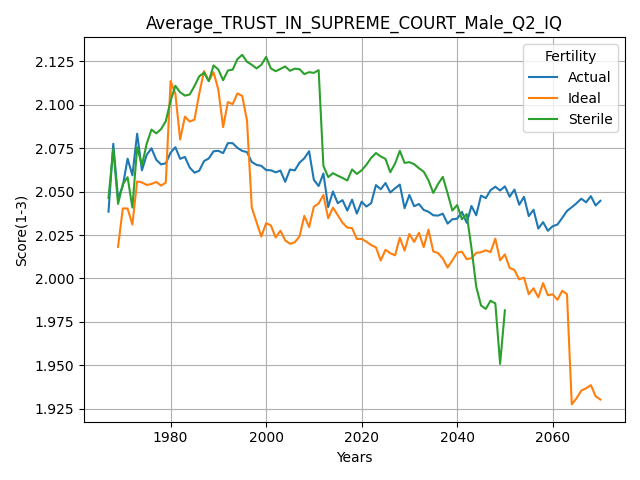 Average_TRUST_IN_SUPREME_COURT_Male_Q2_IQ
Fertility
Actual
Ideal
Sterile
Score(1-3)
2.125
2.100
2.075
2.050
2.025
2.000
1.975
1.950
1.925
1980 2000 2020 2040 2060
Years